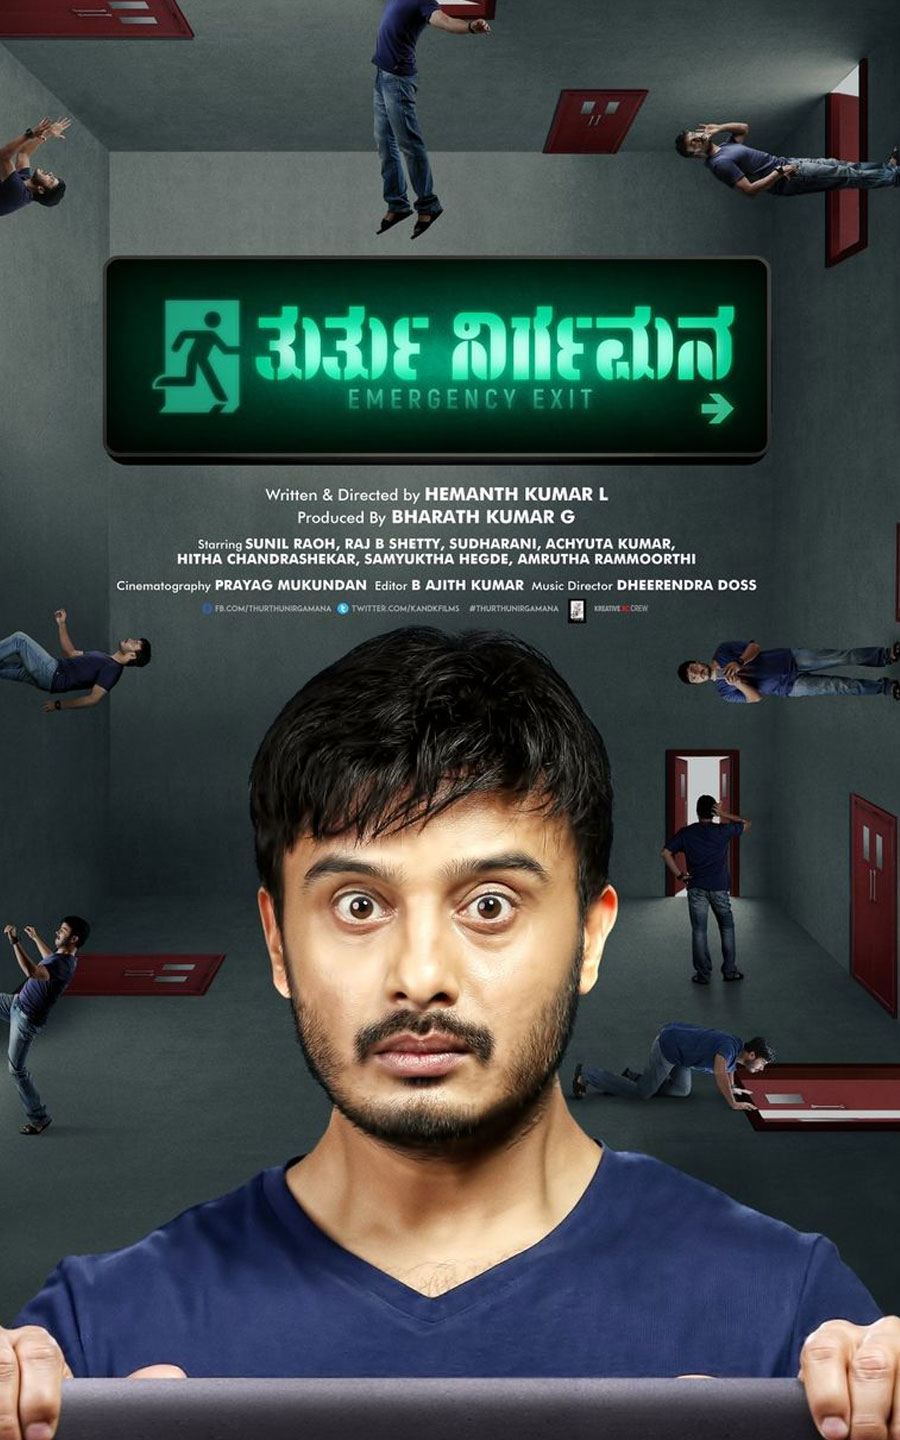 ತುರ್ತು ನಿರ್ಗಮನ
EMERGENCY EXIT
Written & Directed by HEMANTH KUMAR L
Produced By BHARATH KUMAR G
Starring SUNIL RAOH, RAJ B SHETTY, SUDHARANI, ACHYUTA KUMAR,
HITHA CHANDRASHEKAR, SAMYUKTHA HEGDE, AMRUTHA RAMMOORTHI
Cinematography PRAYAG MUKUNDAN Editor B AJITH KUMAR Music Director DHEERENDRA DOSS
FB.COM/THURTHUNIRGAMANA TWITTER.COM/KANDKFILMS #THURTHUNIRGAMANA KREATIVE CREW